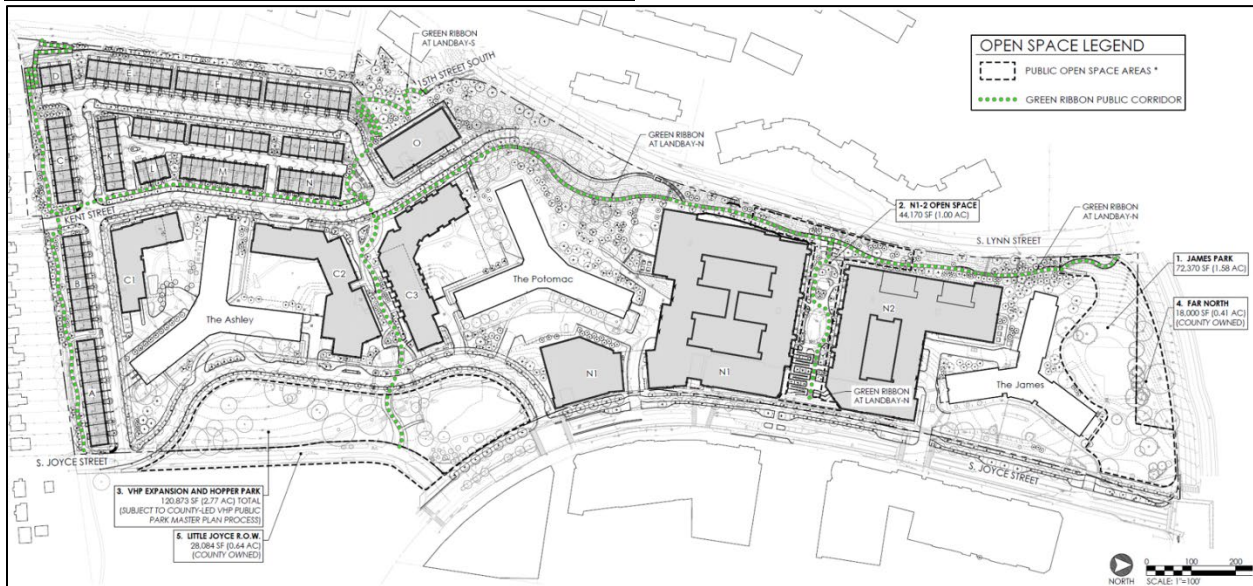 GREEN RIBBON
AT LANDBAY-S
15TH STREET SOUTH
OPEN SPACE LEGEND
PUBLIC OPEN SPACE AREAS *
GREEN RIBBON PUBLIC CORRIDOR
D
E
F
G
C
K
J
H
O
L
M
N
GREEN RIBBON
AT LANDBAY-N
2. N1-2 OPEN SPACE
44,170 SF (1.00 AC)
GREEN RIBBON
AT LANDBAY-N
S. LYNN STREET
1. JAMES PARK
72,370 SF (1.58 AC)
4. FAR NORTH
18,000 SF (0.41 AC)
(COUNTY OWNED)
KENT STREET
B
C1
The Ashley
C2
C3
The Potomac
N1
N1
N2
GREEN RIBBON
AT LANDBAY-N
The James
A
S. JOYCE STREET
S. JOYCE STREET
3. VHP EXPANSION AND HOPPER PARK
120,873 SF (2.77 AC) TOTAL
(SUBJECT TO COUNTY-LED VHP PUBLIC
PARK MASTER PLAN PROCESS)
5. LITTLE JOYCE R.O.W.
28,084 SF (0.64 AC)
(COUNTY OWNED)
NORTH
0 100 200
SCALE: 1"=100'